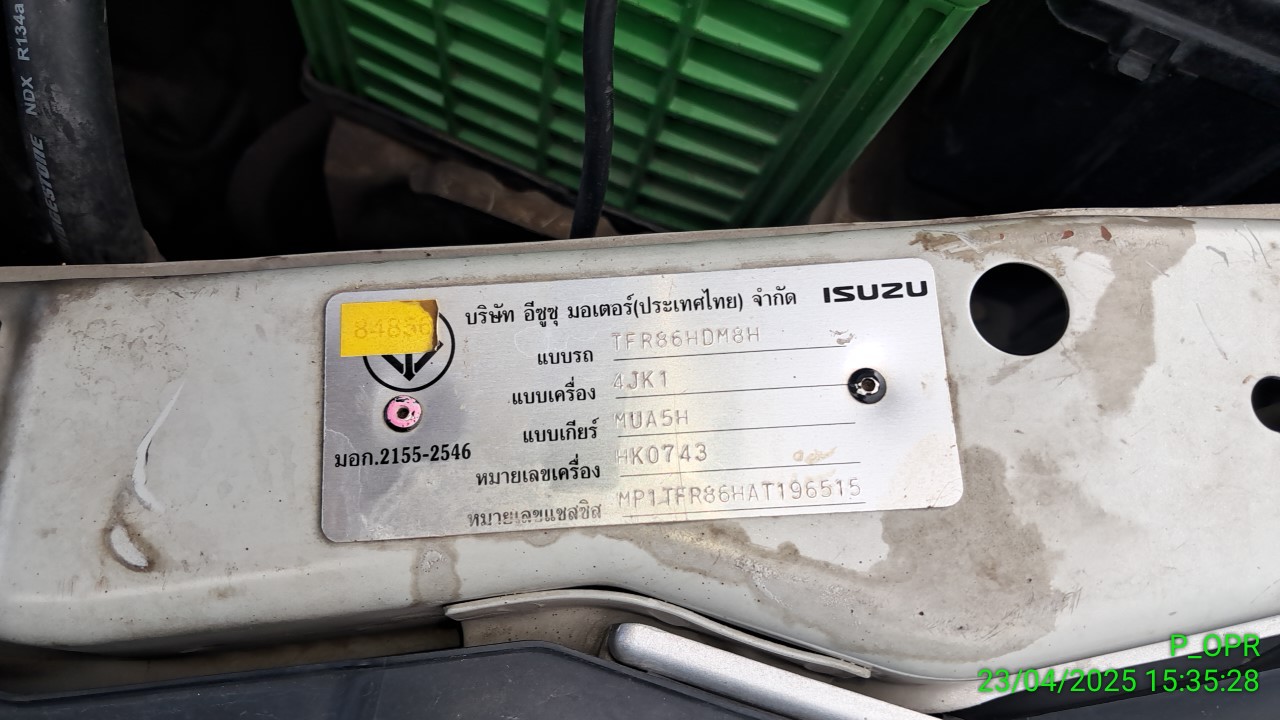 BRIDGESTONE NDX R134a
บริษัท อีซูซุ มอเตอร์(ประเทศไทย) จำกัด ISUZU
84836
แบบรถ TFR86HDM8H
แบบเครื่อง 4JK1
แบบเกียร์ MUA5H
มอก.2155-2546
หมายเลขเครื่อง HK0743
หมายเลขแชสซิส MP1TFR86HAT196515
P_OPR
23/04/2025 15:35:28